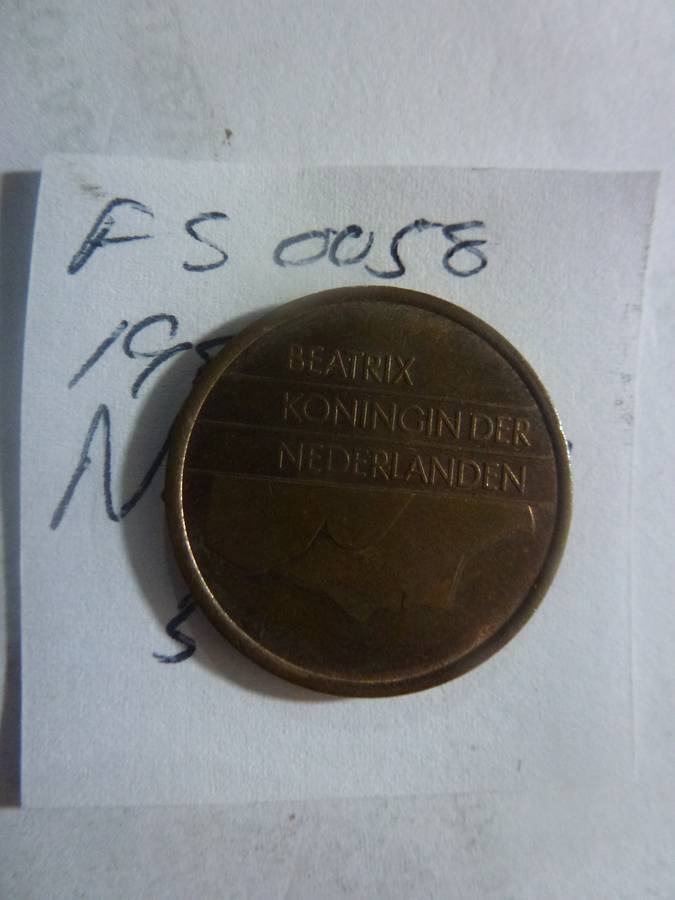 FS 0058
BEATRIX
KONINGIN DER
NEDERLANDEN